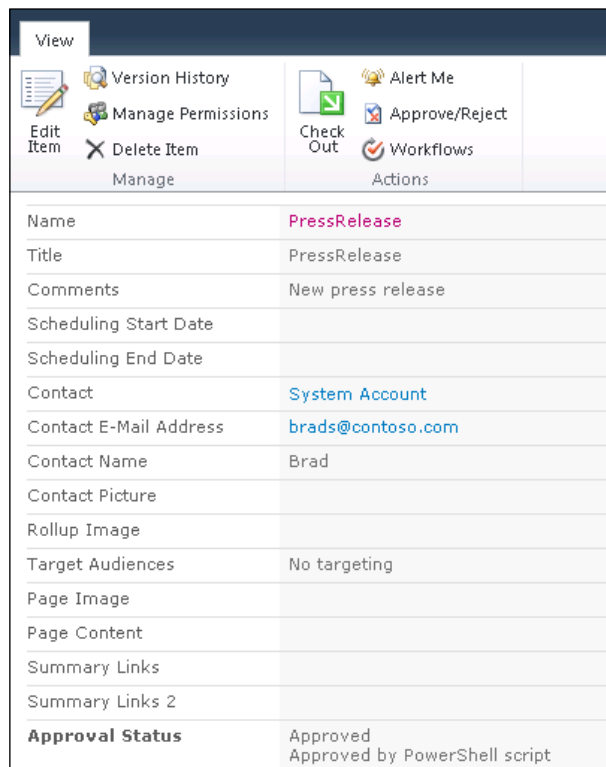 View
Edit Item
Version History
Manage Permissions
Delete Item
Manage
Check Out
Alert Me
Approve/Reject
Workflows
Actions
Name PressRelease
Title PressRelease
Comments New press release
Scheduling Start Date
Scheduling End Date
Contact System Account
Contact E-Mail Address brads@contoso.com
Contact Name Brad
Contact Picture
Rollup Image
Target Audiences No targeting
Page Image
Page Content
Summary Links
Summary Links 2
Approval Status Approved
Approved by PowerShell script